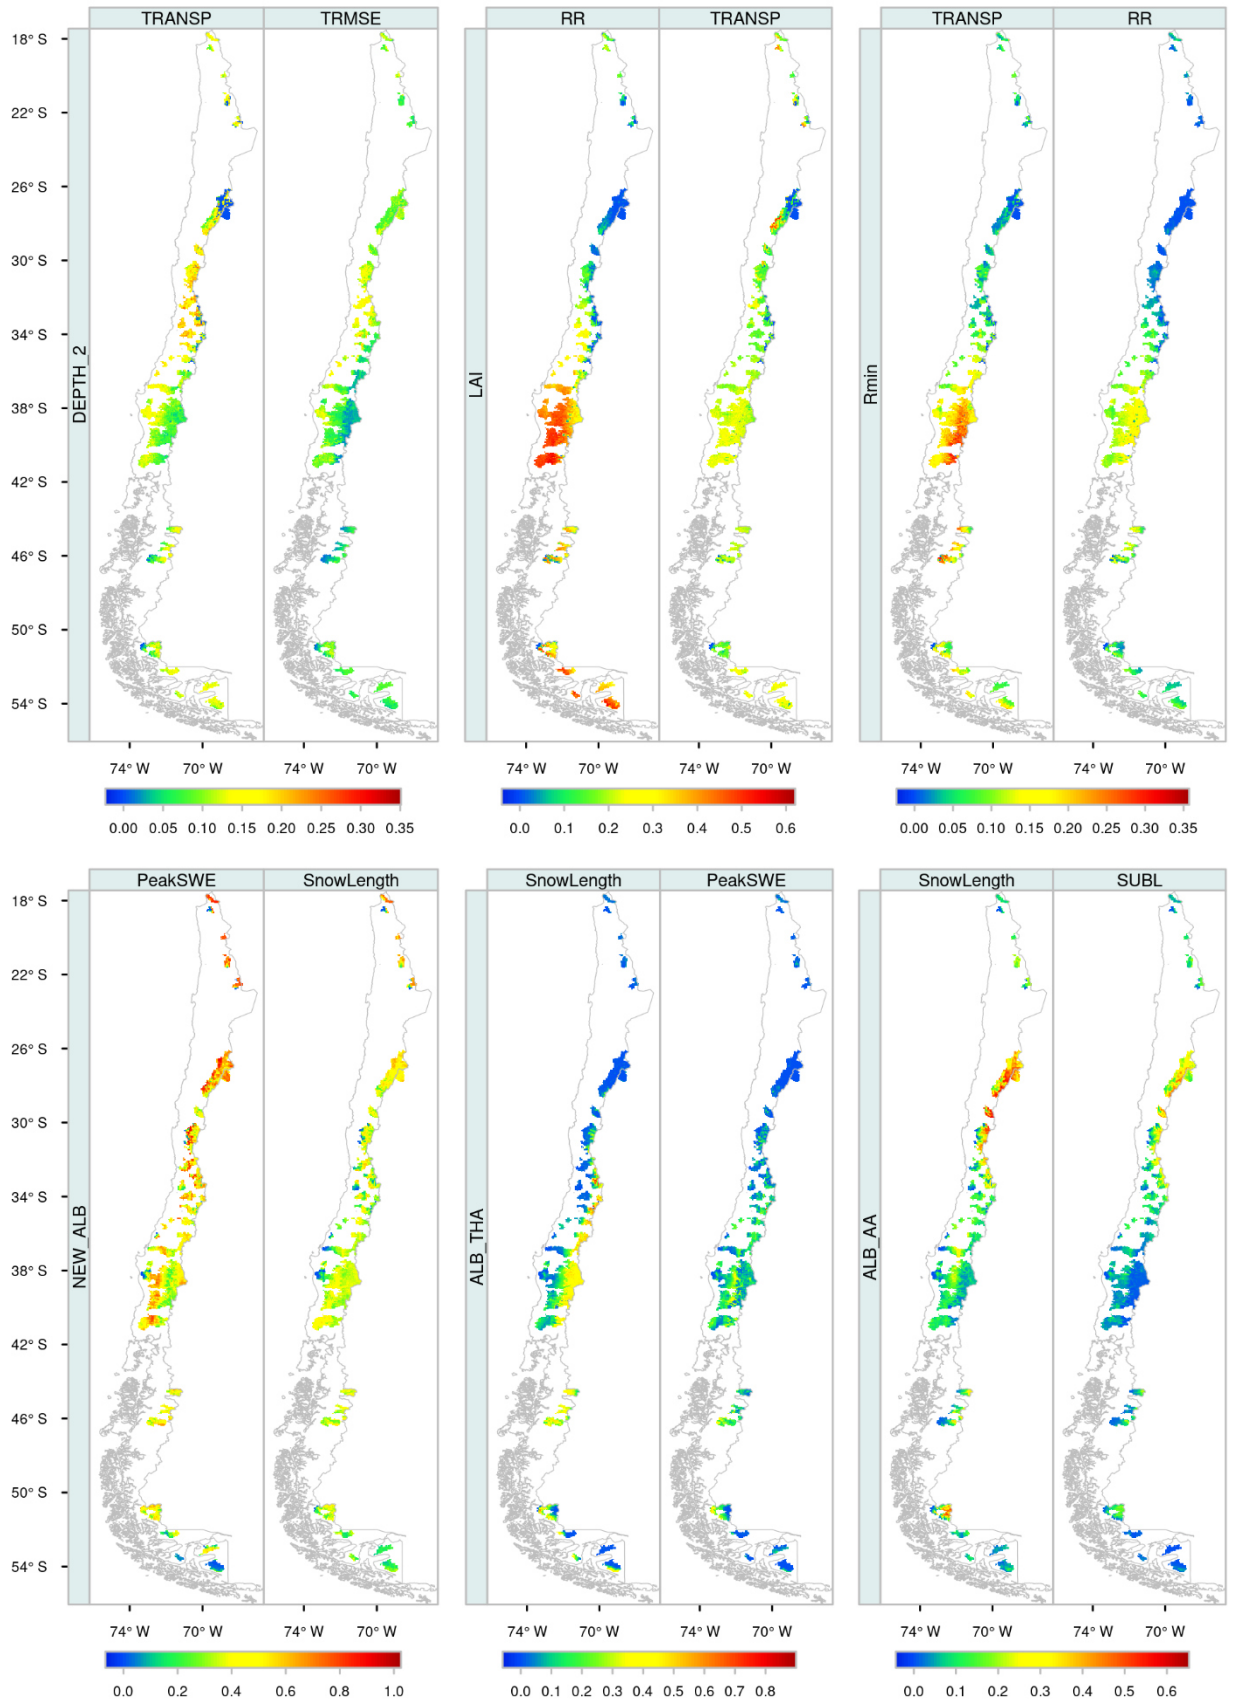 TRANSP TRMSE RR TRANSP TRANSP RR
18° S
22° S
26° S
30° S
34° S
38° S
42° S
46° S
50° S
54° S
DEPTH_2
LAI
Rmin
74° W 70° W 74° W 70° W 74° W 70° W 74° W 70° W 74° W 70° W 74° W 70° W
0.00 0.05 0.10 0.15 0.20 0.25 0.30 0.35 0.0 0.1 0.2 0.3 0.4 0.5 0.6 0.00 0.05 0.10 0.15 0.20 0.25 0.30 0.35
PeakSWE SnowLength SnowLength PeakSWE SnowLength SUBL
18° S
22° S
26° S
30° S
34° S
38° S
42° S
46° S
50° S
54° S
NEW_ALB
ALB_THA
ALB_AA
74° W 70° W 74° W 70° W 74° W 70° W 74° W 70° W 74° W 70° W 74° W 70° W
0.0 0.2 0.4 0.6 0.8 1.0 0.0 0.1 0.2 0.3 0.4 0.5 0.6 0.7 0.8 0.0 0.1 0.2 0.3 0.4 0.5 0.6